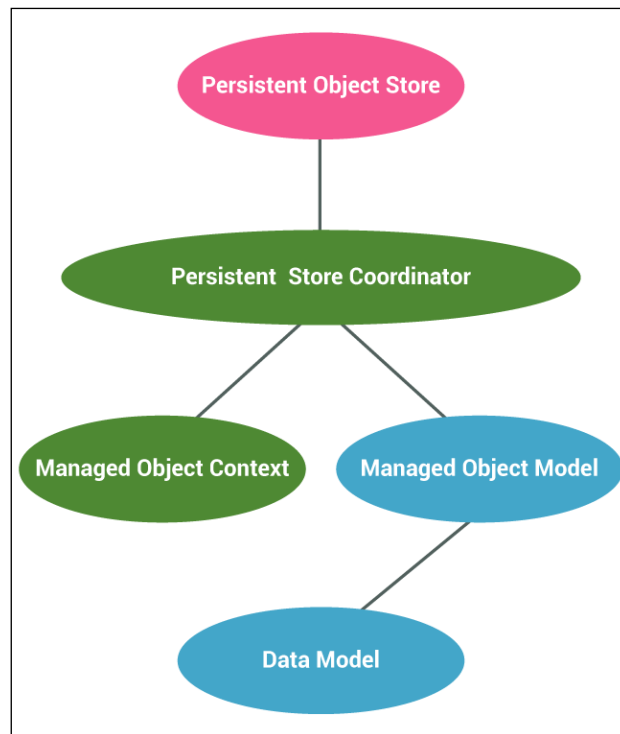 Persistent Object Store
Persistent Store Coordinator
Managed Object Context
Managed Object Model
Data Model